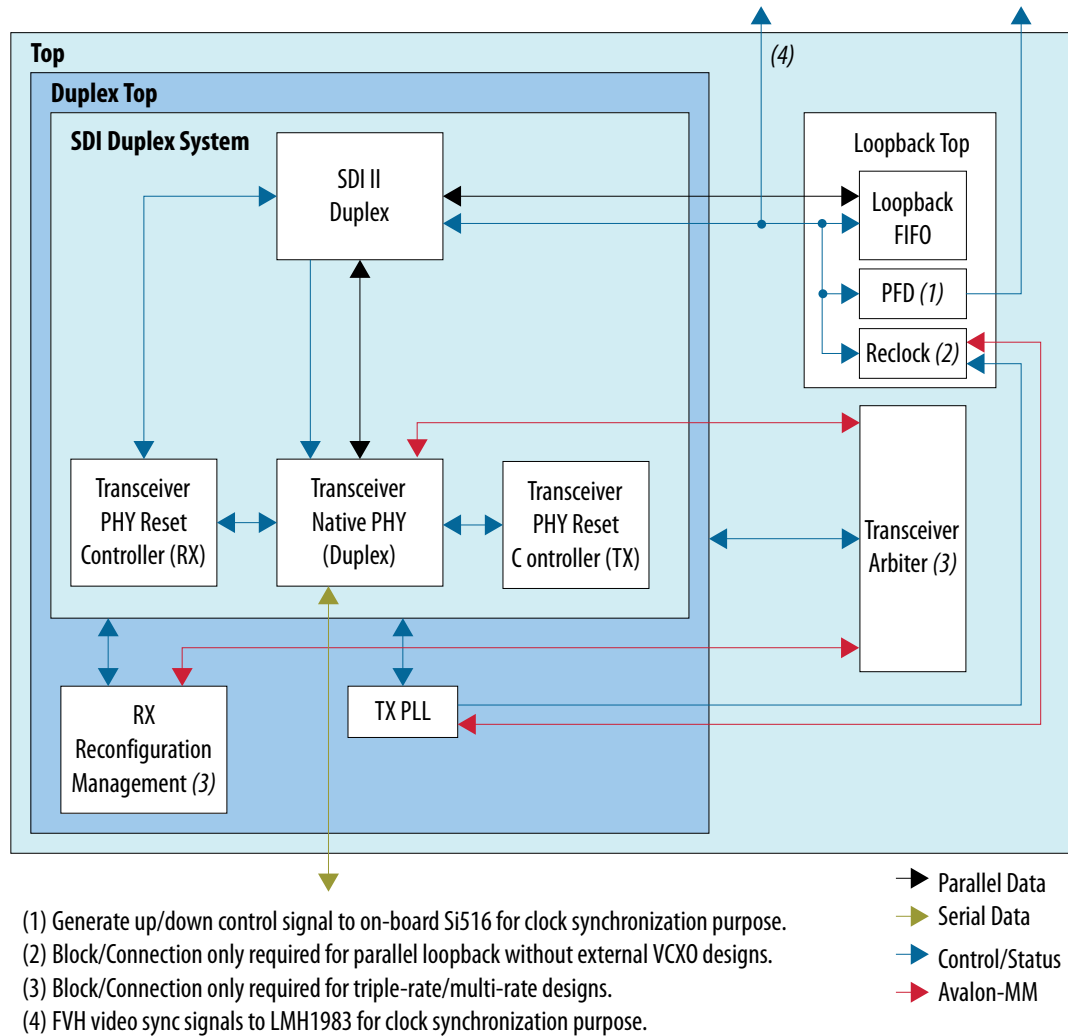 Top
(4)
Duplex Top
SDI Duplex System
SDI II
Duplex
Loopback Top
Loopback
FIFO
PFD (1)
Reclock (2)
Transceiver
PHY Reset
Controller (RX)
Transceiver
Native PHY
(Duplex)
Transceiver
PHY Reset
C ontroller (TX)
Transceiver
Arbiter (3)
RX
Reconfiguration
Management (3)
TX PLL
Parallel Data
Serial Data
Control/Status
Avalon-MM
(1) Generate up/down control signal to on-board Si516 for clock synchronization purpose.
(2) Block/Connection only required for parallel loopback without external VCXO designs.
(3) Block/Connection only required for triple-rate/multi-rate designs.
(4) FVH video sync signals to LMH1983 for clock synchronization purpose.